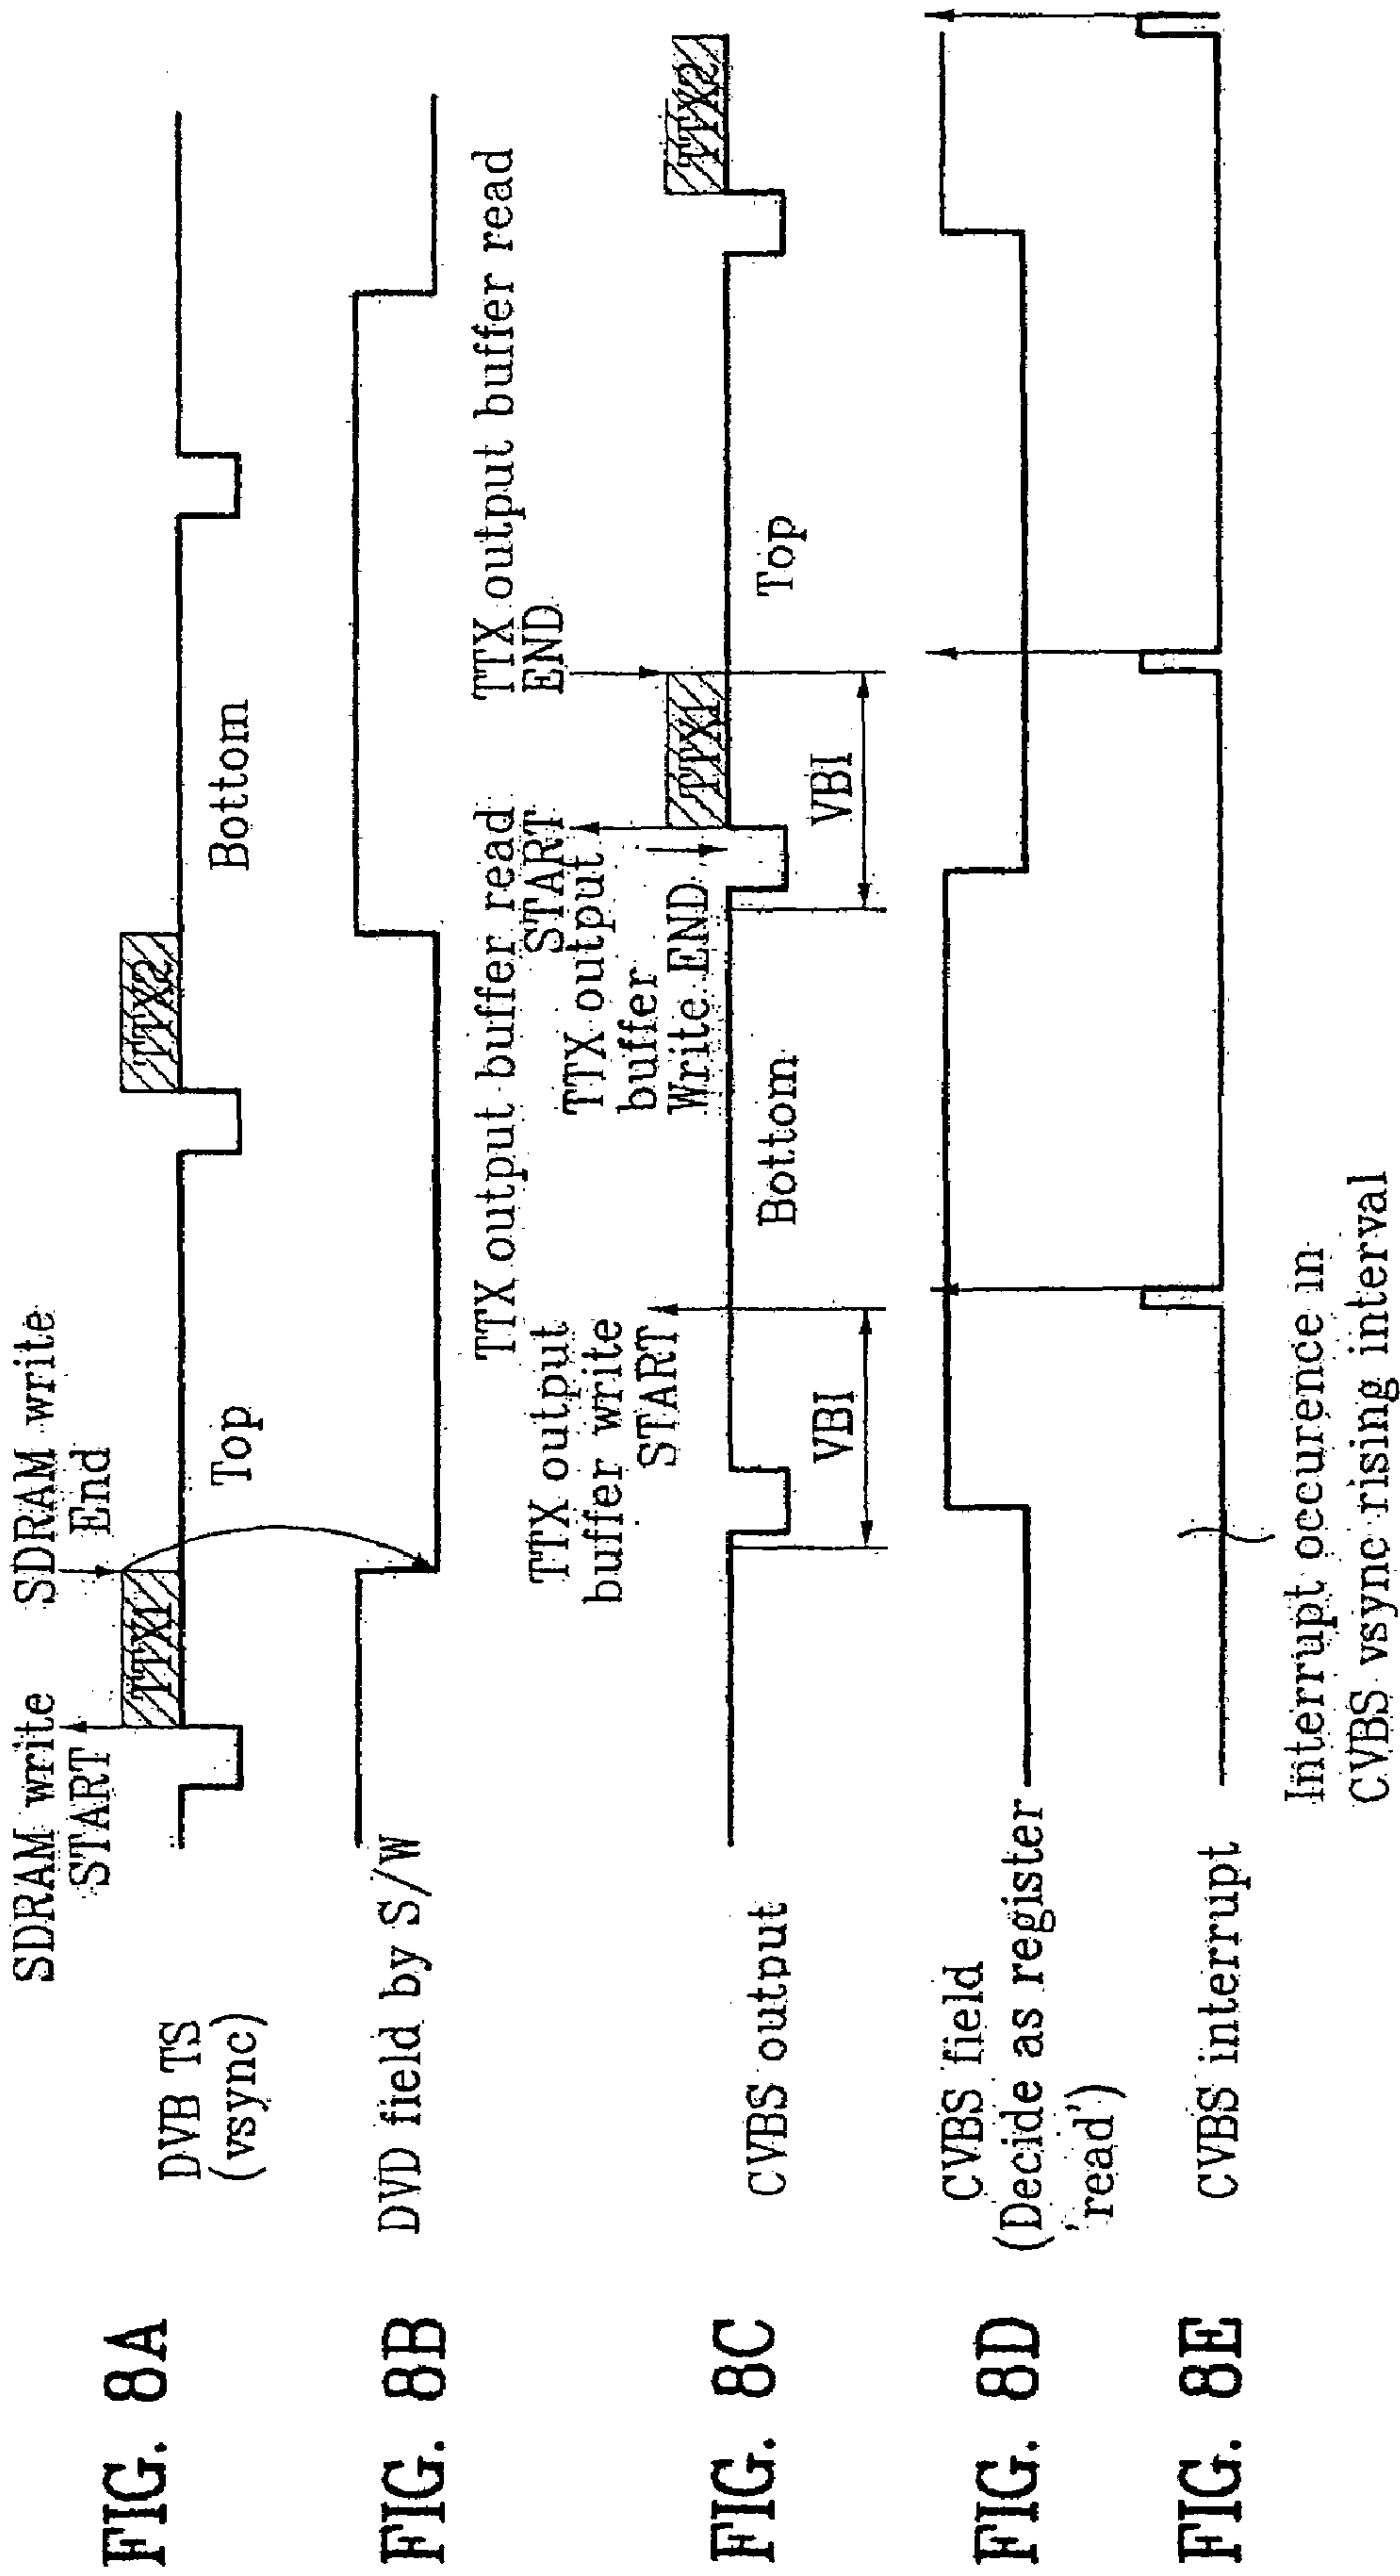 FIG. 8A
DVB TS
(vsync)
SDRAM write
START
SDRAM write
End
TTX1
Top
TTX2
Bottom
FIG. 8B
DVD field by S/W
FIG. 8C
CVBS output
VBI
TTX output
buffer write
START
Bottom
TTX output buffer read
START
TTX output
buffer
Write END
TTX1
VBI
TTX output buffer read
END
Top
TTX2
FIG. 8D
CVBS field
(Decide as register
'read')
FIG. 8E
CVBS interrupt
Interrupt occurence in
CVBS vsync rising interval